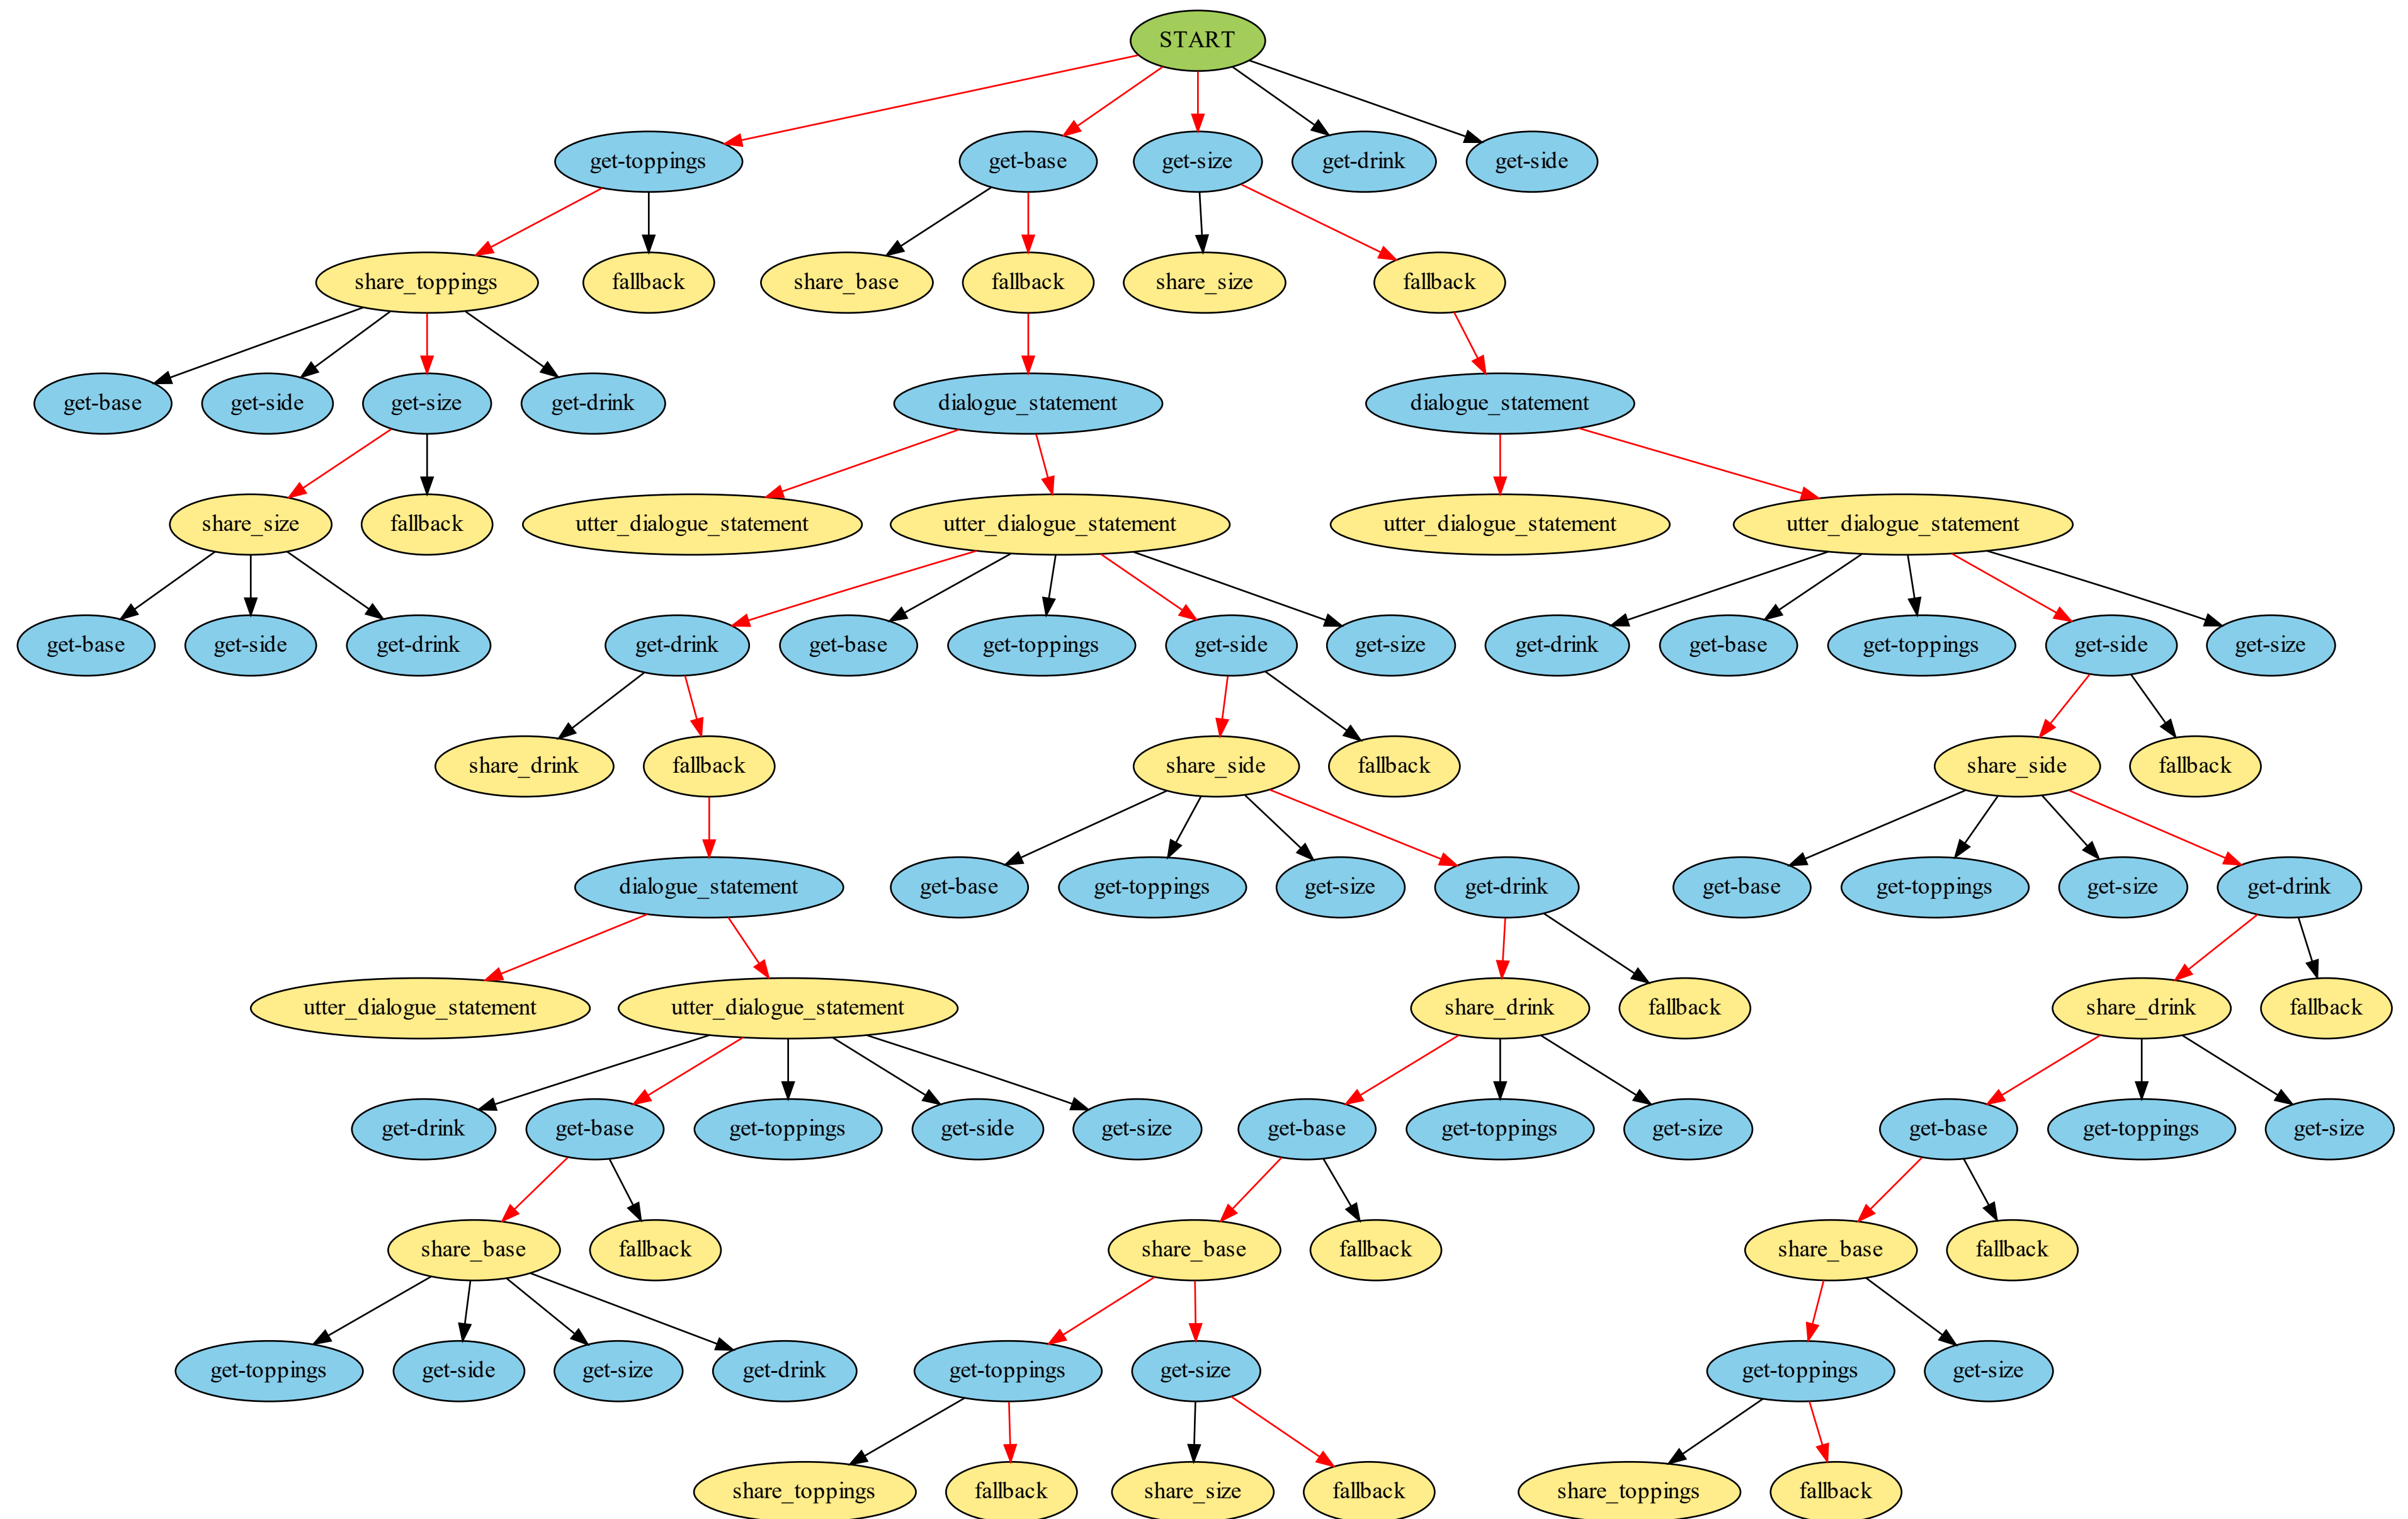 START
get-toppings
get-base
get-size
get-drink
get-side
share_toppings
fallback
share_base
fallback
share_size
fallback
get-base
get-side
get-size
get-drink
dialogue_statement
dialogue_statement
share_size
fallback
utter_dialogue_statement
utter_dialogue_statement
utter_dialogue_statement
utter_dialogue_statement
get-base
get-side
get-drink
get-drink
get-base
get-toppings
get-side
get-size
get-drink
get-base
get-toppings
get-side
get-size
share_drink
fallback
share_side
fallback
share_side
fallback
dialogue_statement
get-base
get-toppings
get-size
get-drink
get-base
get-toppings
get-size
get-drink
utter_dialogue_statement
utter_dialogue_statement
share_drink
fallback
share_drink
fallback
get-drink
get-base
get-toppings
get-side
get-size
get-base
get-toppings
get-size
get-base
get-toppings
get-size
share_base
fallback
share_base
fallback
share_base
fallback
get-toppings
get-side
get-size
get-drink
get-toppings
get-size
get-toppings
get-size
share_toppings
fallback
share_size
fallback
share_toppings
fallback